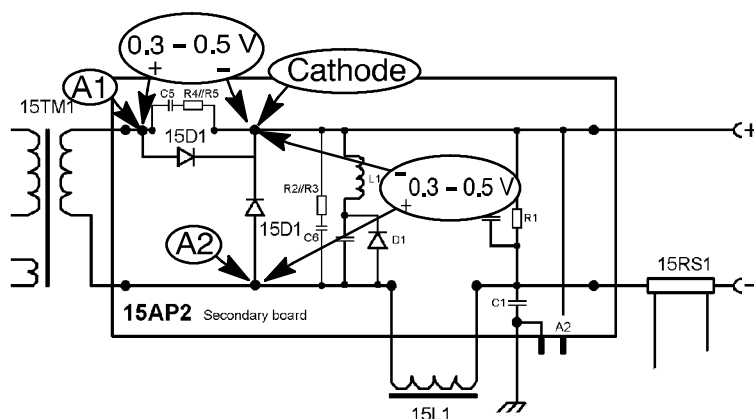 0.3 – 0.5 V
+ –
Cathode
A1
C5 R4//R5
15TM1
+
15D1
–
0.3 – 0.5 V
+
L1
R2//R3
15D1
C6
D1
R1
A2
15RS1
–
15AP2 Secondary board
C1
A2
15L1